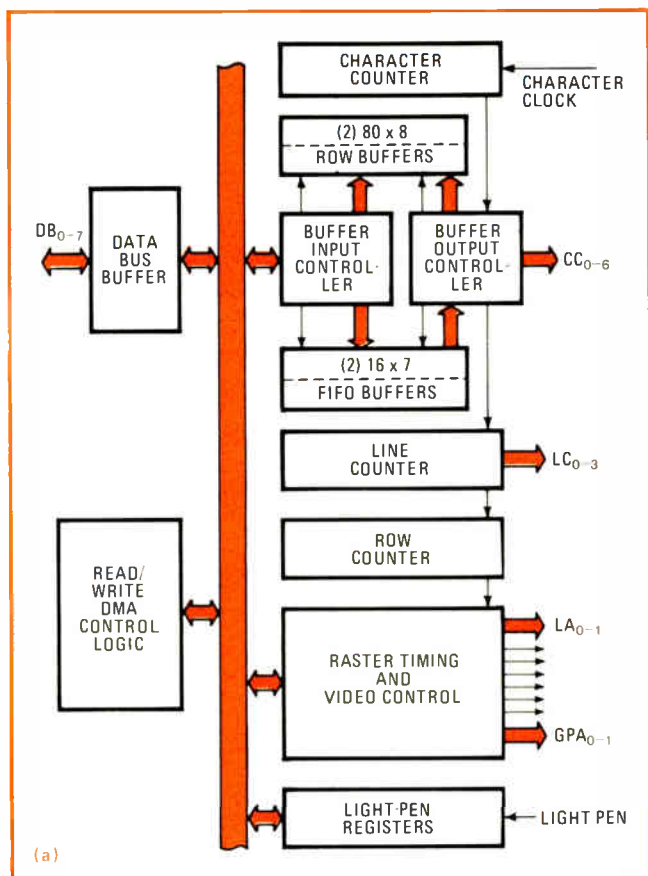 CHARACTER
COUNTER
CHARACTER
CLOCK
(2) 80 x 8
ROW BUFFERS
DB0-7
DATA
BUS
BUFFER
BUFFER
INPUT
CONTROL-
LER
BUFFER
OUTPUT
CONTROL-
LER
CC0-6
(2) 16 x 7
FIFO BUFFERS
LINE
COUNTER
LC0-3
ROW
COUNTER
READ/
WRITE
DMA
CONTROL
LOGIC
RASTER TIMING
AND
VIDEO CONTROL
LA0-1
GPA0-1
LIGHT-PEN
REGISTERS
LIGHT PEN
(a)